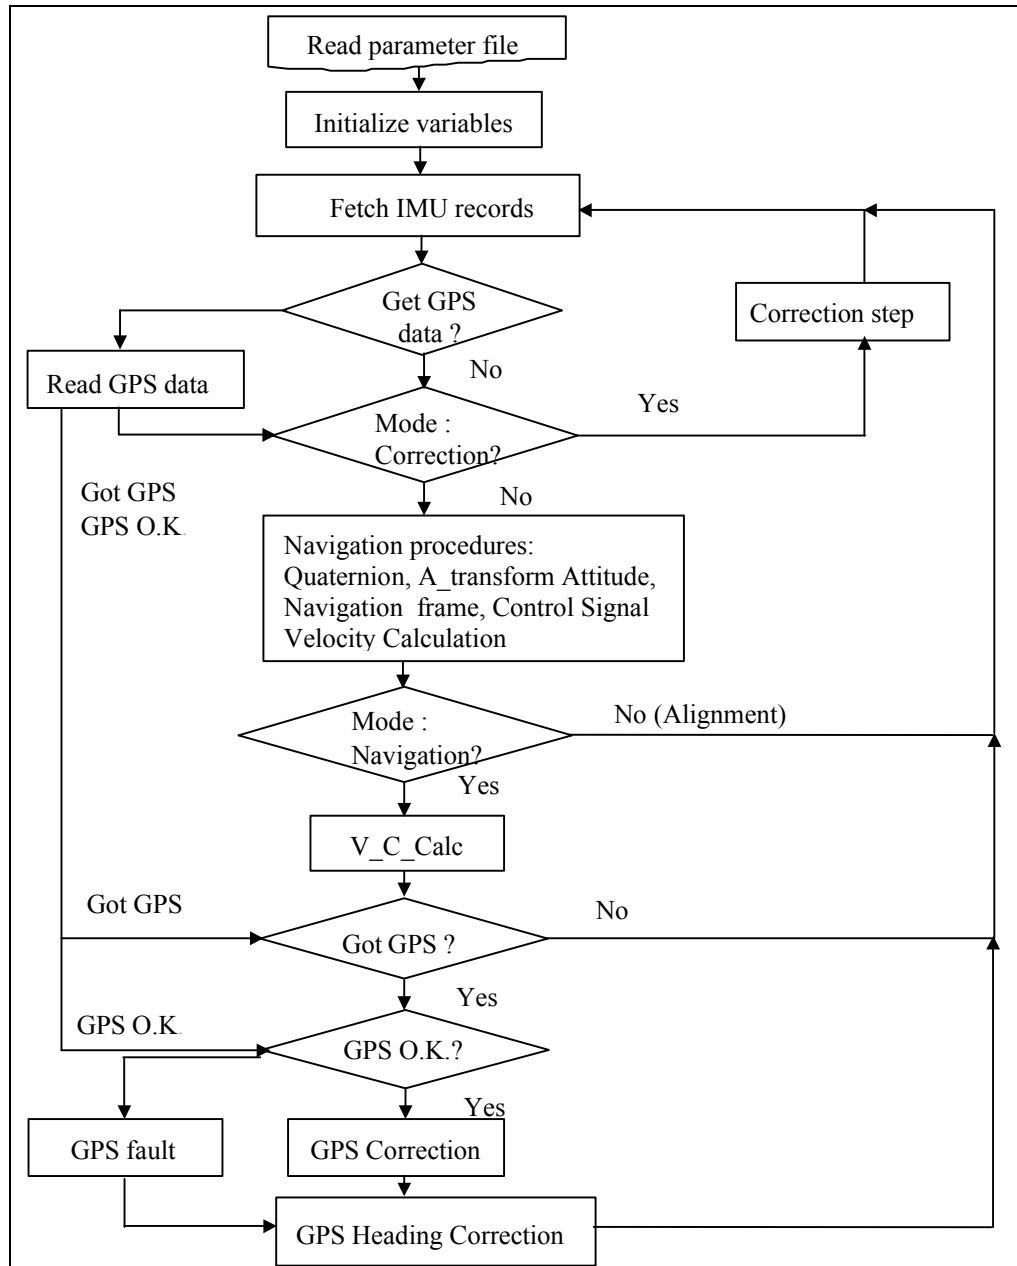 Read parameter file
Initialize variables
Fetch IMU records
Get GPS
data ?
Correction step
No
Read GPS data
Mode :
Correction?
Yes
Got GPS
GPS O.K.
No
Navigation procedures:
Quaternion, A_transform Attitude,
Navigation frame, Control Signal
Velocity Calculation
Mode :
Navigation?
No (Alignment)
Yes
V_C_Calc
Got GPS
No
Got GPS ?
Yes
GPS O.K.
GPS O.K.?
Yes
GPS fault
GPS Correction
GPS Heading Correction